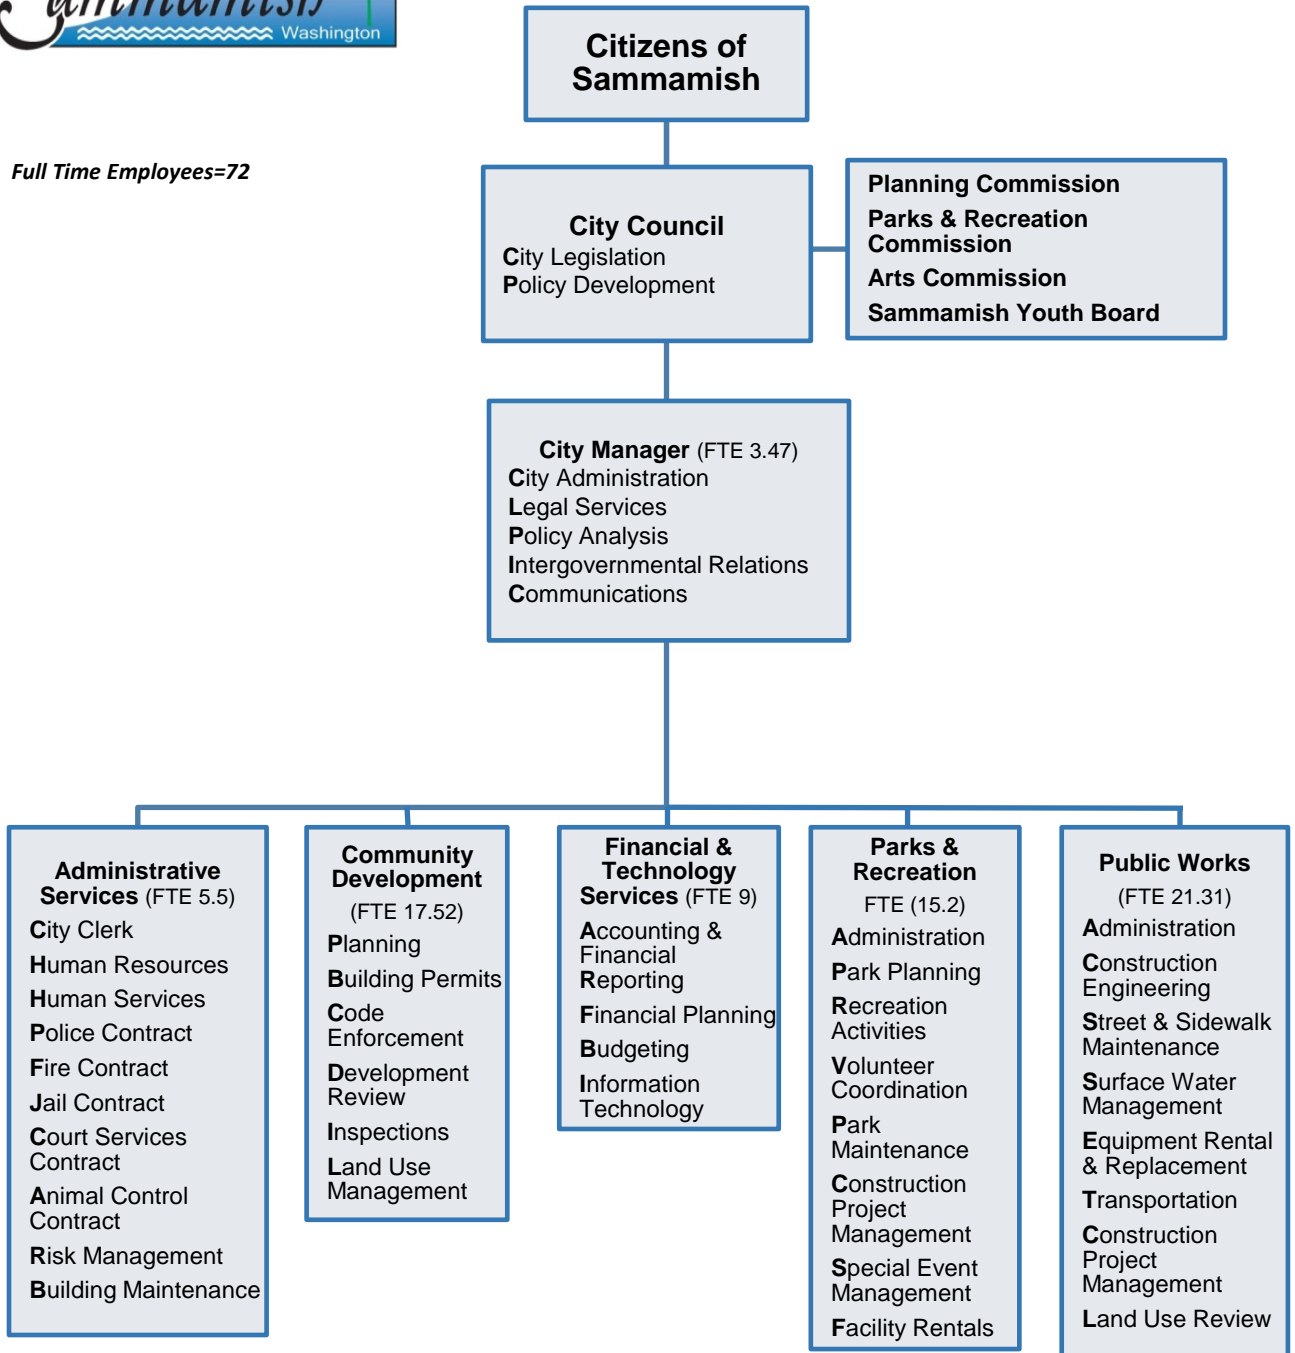 Sammamish
Washington
Full Time Employees=72
Citizens of
Sammamish
City Council
City Legislation
Policy Development
Planning Commission
Parks & Recreation
Commission
Arts Commission
Sammamish Youth Board
City Manager (FTE 3.47)
City Administration
Legal Services
Policy Analysis
Intergovernmental Relations
Communications
Administrative
Services (FTE 5.5)
City Clerk
Human Resources
Human Services
Police Contract
Fire Contract
Jail Contract
Court Services
Contract
Animal Control
Contract
Risk Management
Building Maintenance
Community
Development
(FTE 17.52)
Planning
Building Permits
Code
Enforcement
Development
Review
Inspections
Land Use
Management
Financial &
Technology
Services (FTE 9)
Accounting &
Financial
Reporting
Financial Planning
Budgeting
Information
Technology
Parks &
Recreation
FTE (15.2)
Administration
Park Planning
Recreation
Activities
Volunteer
Coordination
Park
Maintenance
Construction
Project
Management
Special Event
Management
Facility Rentals
Public Works
(FTE 21.31)
Administration
Construction
Engineering
Street & Sidewalk
Maintenance
Surface Water
Management
Equipment Rental
& Replacement
Transportation
Construction
Project
Management
Land Use Review